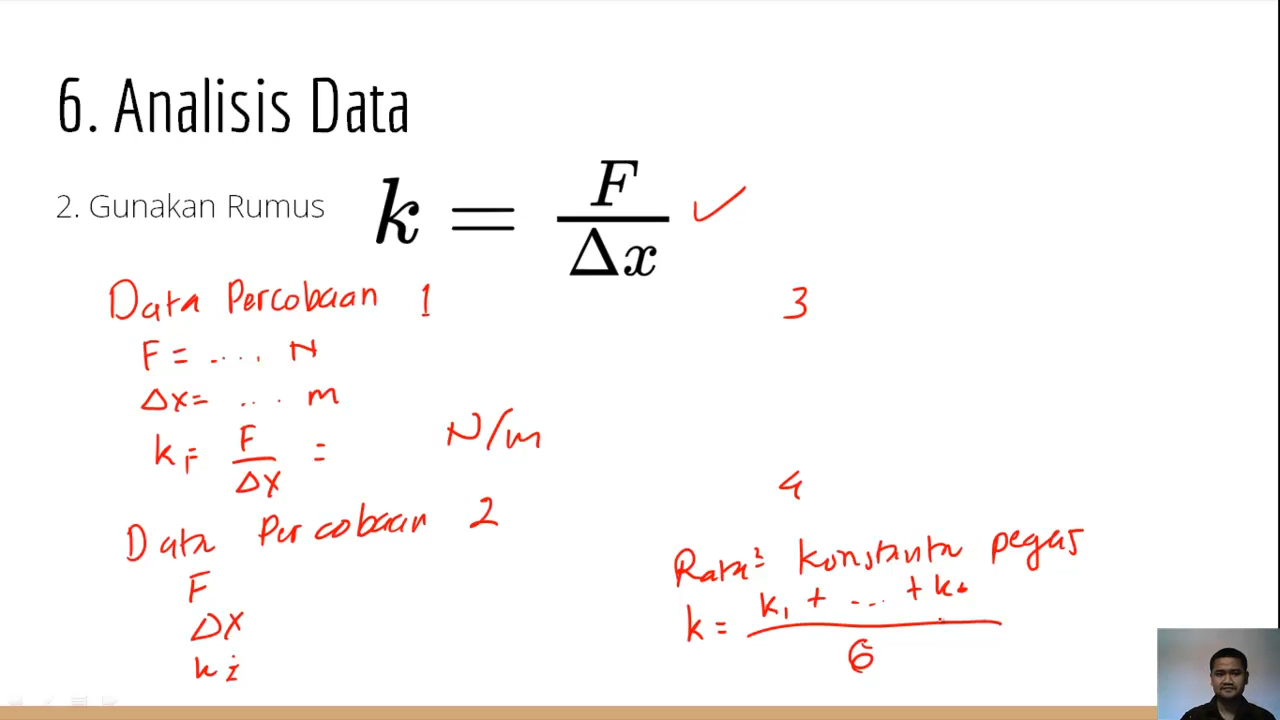 6. Analisis Data
2. Gunakan Rumus k = F / Δx
Data Percobaan 1
F = .... N
Δx = ... m
k1 = F / Δx = N/m
Data Percobaan 2
F
Δx
k2
3
4
Rata² konstanta pegas
k = k1 + ... + k6 / 6